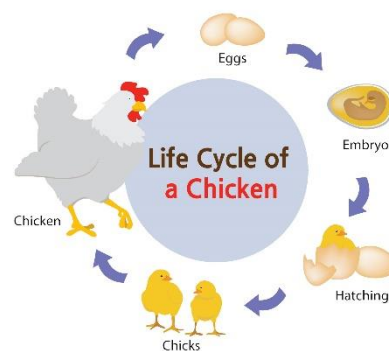 Eggs
Embryo
Life Cycle of
a Chicken
Chicken
Hatching
Chicks